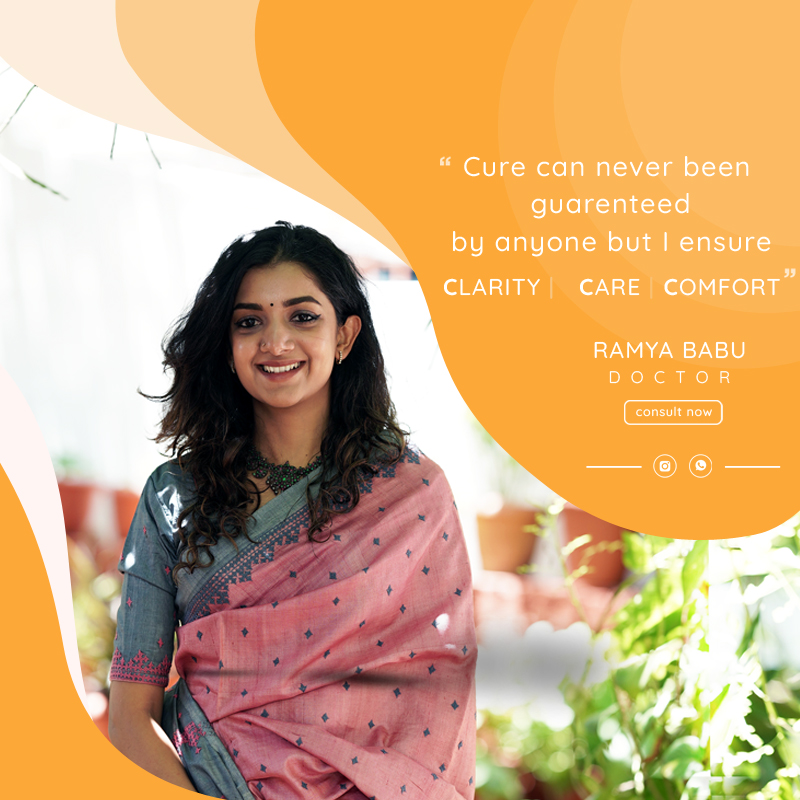 “ Cure can never been
guarenteed
by anyone but I ensure
CLARITY | CARE | COMFORT ”
RAMYA BABU
DOCTOR
consult now